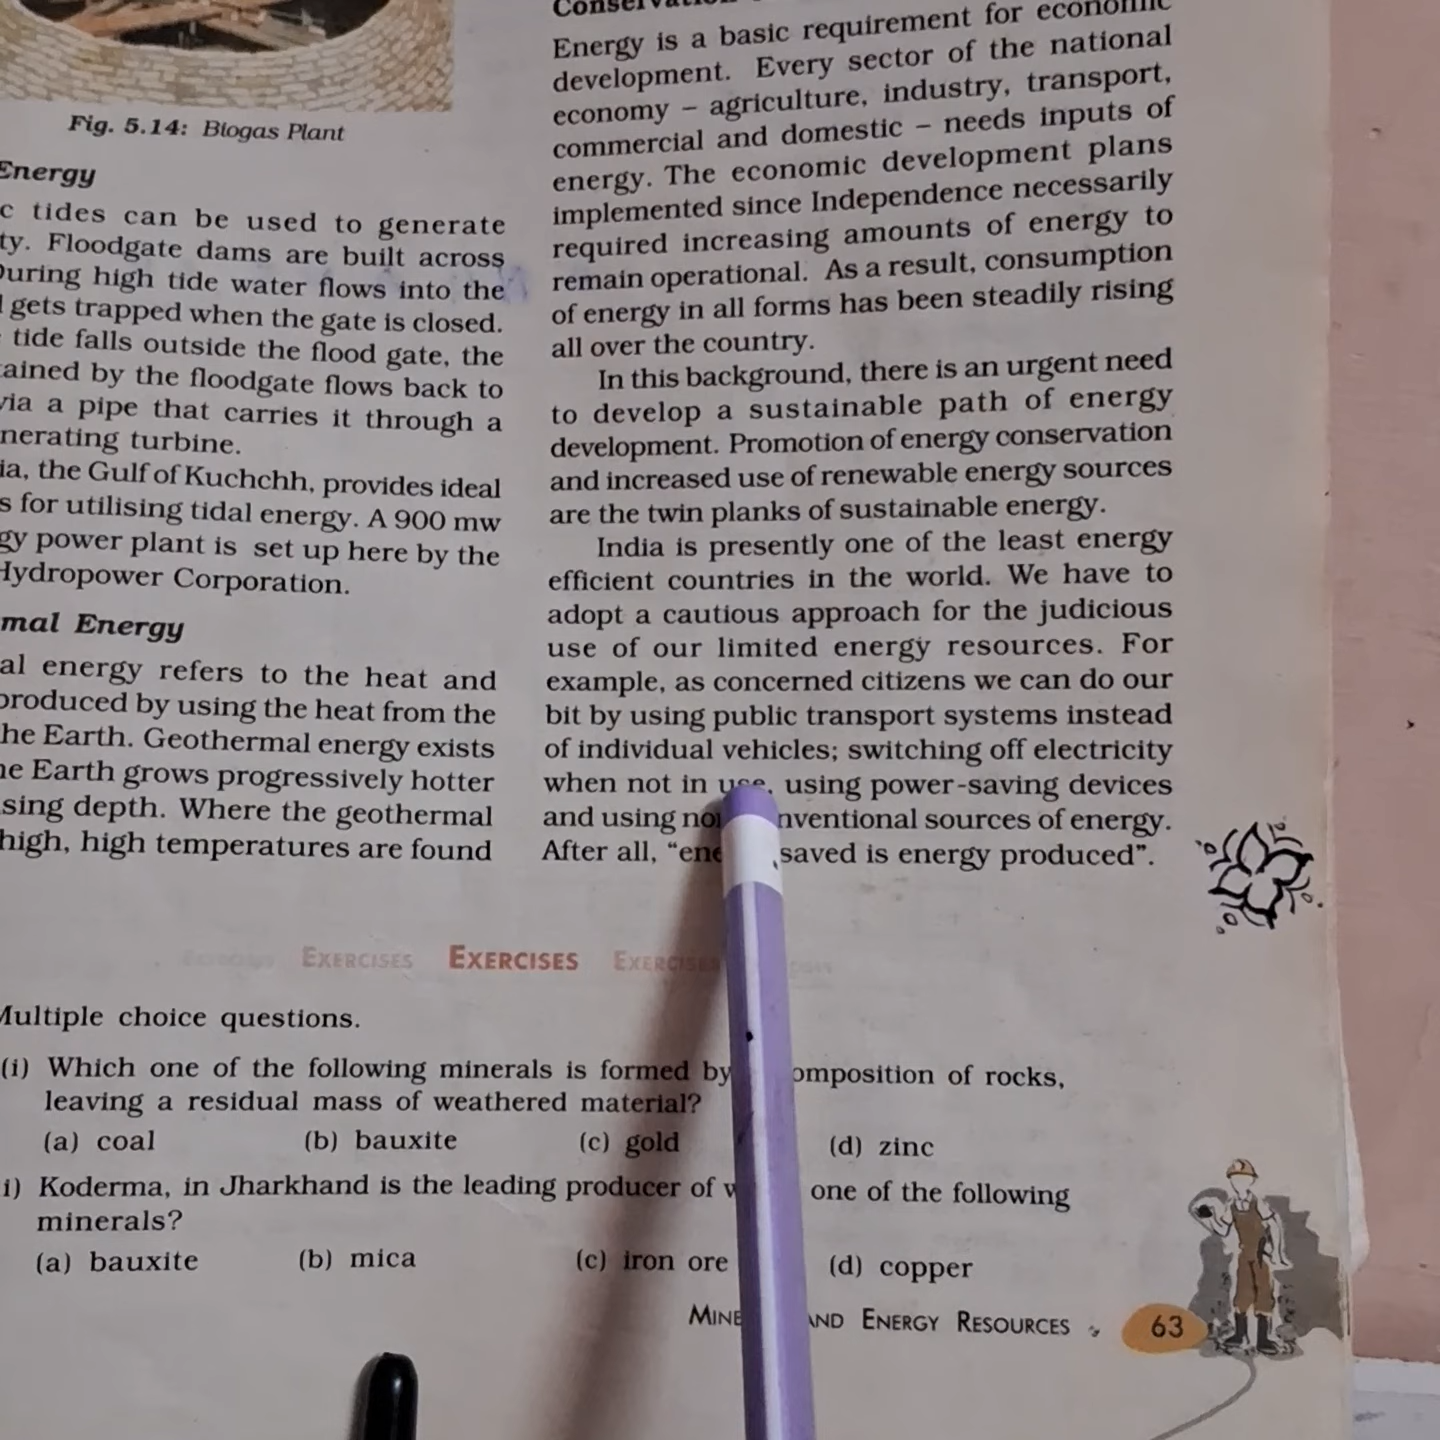 Fig. 5.14: Biogas Plant
Energy
tides can be used to generate
Floodgate dams are built across
During high tide water flows into the
gets trapped when the gate is closed.
tide falls outside the flood gate, the
by the floodgate flows back to
via a pipe that carries it through a
turbine.
the Gulf of Kuchchh, provides ideal
for utilising tidal energy. A 900 mw
power plant is set up here by the
Hydropower Corporation.
Energy
energy refers to the heat and
produced by using the heat from the
Earth. Geothermal energy exists
Earth grows progressively hotter
depth. Where the geothermal
high, high temperatures are found
Energy is a basic requirement for economic
development. Every sector of the national
economy – agriculture, industry, transport,
commercial and domestic – needs inputs of
energy. The economic development plans
implemented since Independence necessarily
required increasing amounts of energy to
remain operational. As a result, consumption
of energy in all forms has been steadily rising
all over the country.
In this background, there is an urgent need
to develop a sustainable path of energy
development. Promotion of energy conservation
and increased use of renewable energy sources
are the twin planks of sustainable energy.
India is presently one of the least energy
efficient countries in the world. We have to
adopt a cautious approach for the judicious
use of our limited energy resources. For
example, as concerned citizens we can do our
bit by using public transport systems instead
of individual vehicles; switching off electricity
when not in use, using power-saving devices
and using sources of energy.
After all, “ saved is energy produced”.
EXERCISES EXERCISES EXERCISES
Multiple choice questions.
(i) Which one of the following minerals is formed by of rocks,
leaving a residual mass of weathered material?
(a) coal (b) bauxite (c) gold (d) zinc
i) Koderma, in Jharkhand is the leading producer of one of the following
minerals?
(a) bauxite (b) mica (c) iron ore (d) copper
AND ENERGY RESOURCES 63